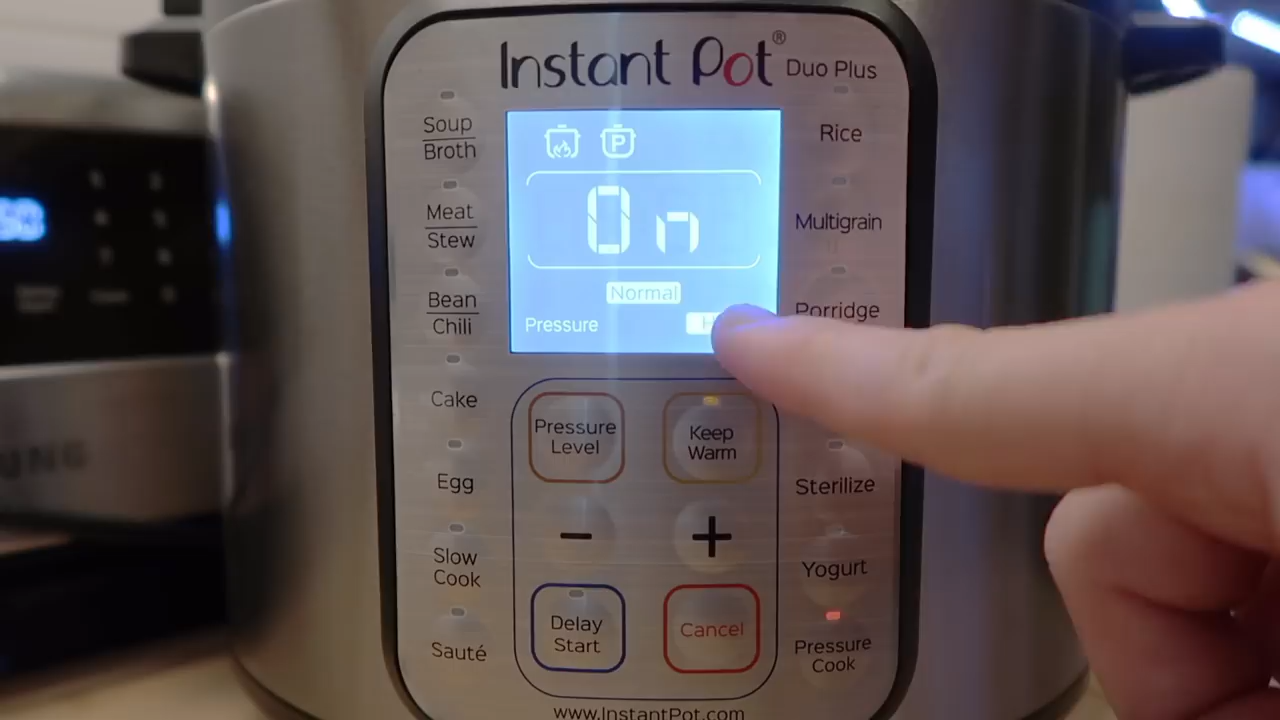 Instant Pot® Duo Plus
Soup
Broth
Meat
Stew
Bean
Chili
Cake
Egg
Slow
Cook
Sauté
P
On
Normal
Pressure
Pressure
Level
Keep
Warm
−
+
Delay
Start
Cancel
Rice
Multigrain
Porridge
Sterilize
Yogurt
Pressure
Cook
www.InstantPot.com